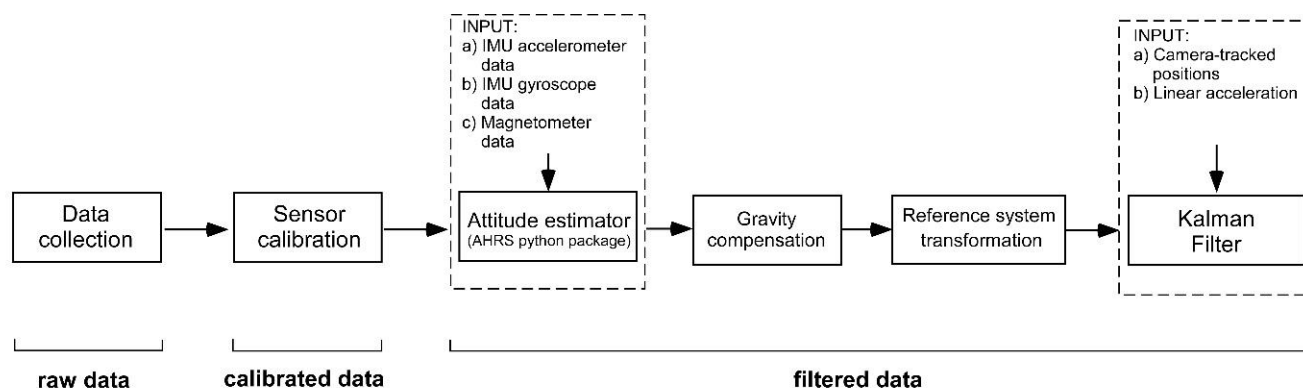 INPUT:
a) IMU accelerometer
data
b) IMU gyroscope
data
c) Magnetometer
data
INPUT:
a) Camera-tracked
positions
b) Linear acceleration
Data
collection
Sensor
calibration
Attitude estimator
(AHRS python package)
Gravity
compensation
Reference system
transformation
Kalman
Filter
raw data
calibrated data
filtered data